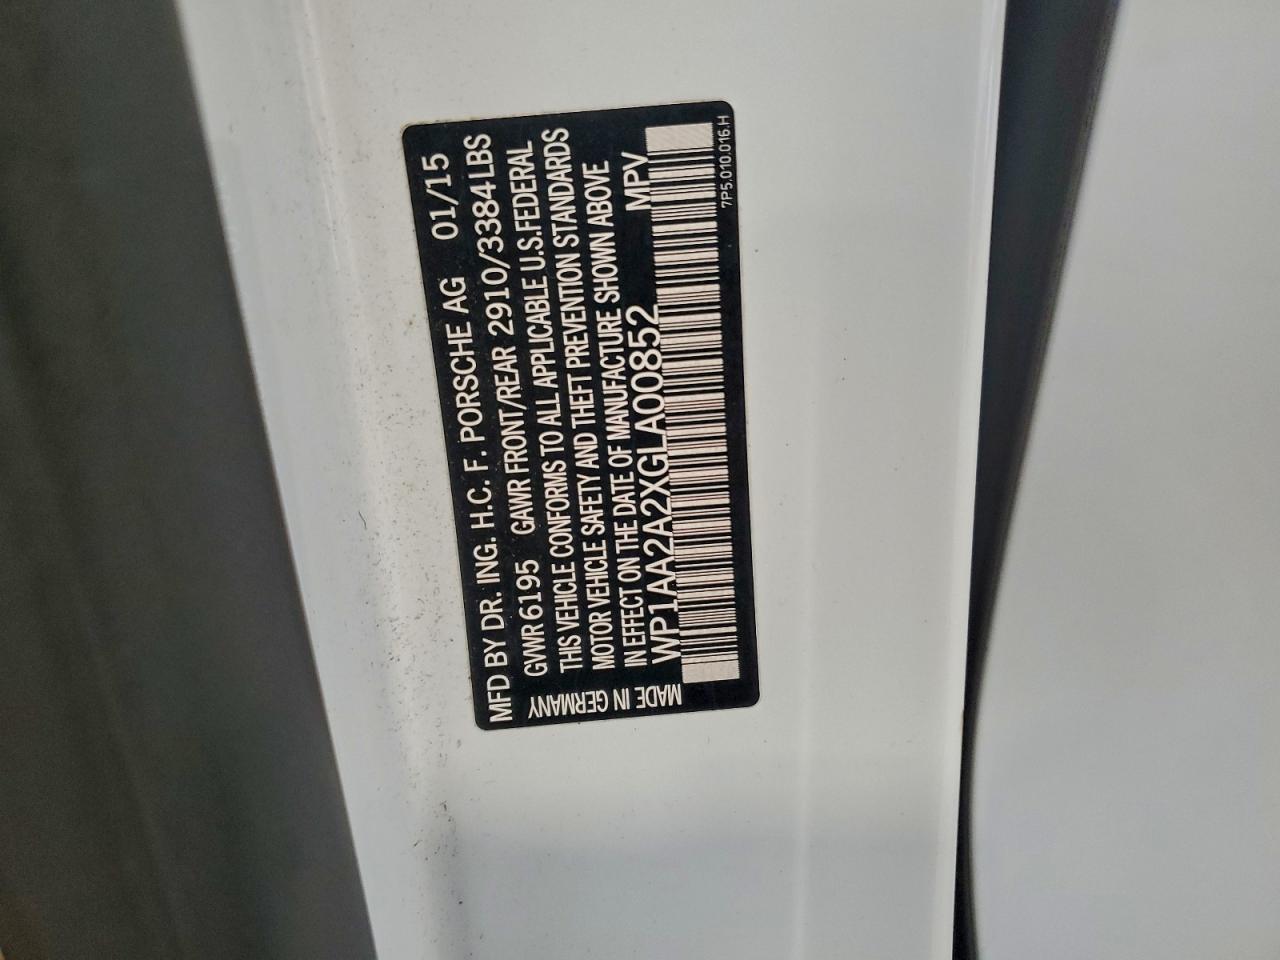 MFD BY DR. ING. H.C. F. PORSCHE AG 01/15
GVWR 6195 GAWR FRONT/REAR 2910/3384LBS
THIS VEHICLE CONFORMS TO ALL APPLICABLE U.S.FEDERAL
MOTOR VEHICLE SAFETY AND THEFT PREVENTION STANDARDS
IN EFFECT ON THE DATE OF MANUFACTURE SHOWN ABOVE
WP1AA2A2XGLA00852 MPV
7P5.010.016.H
MADE IN GERMANY